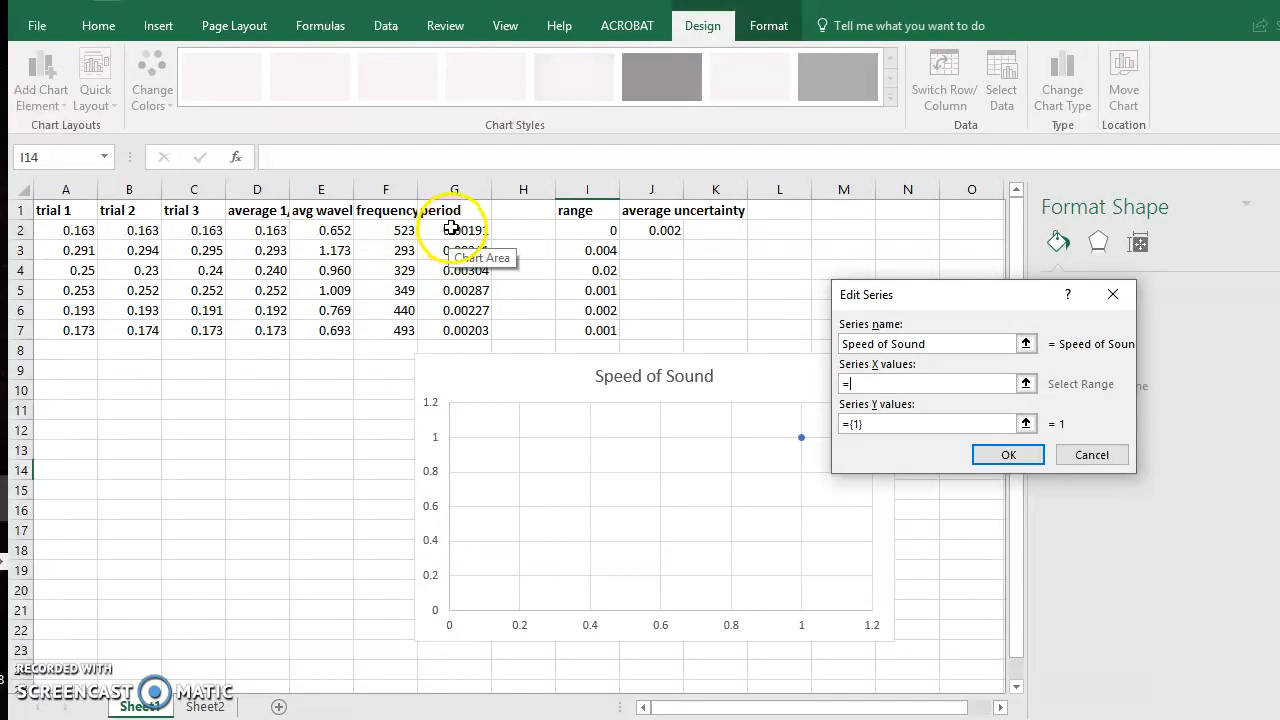 File Home Insert Page Layout Formulas Data Review View Help ACROBAT Design Format Tell me what you want to do
Add Chart Element
Quick Layout
Change Colors
Switch Row/ Column
Select Data
Change Chart Type
Move Chart
Chart Layouts Chart Styles Data Type Location
I14 fx
A B C D E F G H I J K L M N O
1 trial 1 trial 2 trial 3 average 1, avg wavel frequency period range average uncertainty
2 0.163 0.163 0.163 0.163 0.652 523 0.00191 0 0.002
3 0.291 0.294 0.295 0.293 1.173 293 0.004
4 0.25 0.23 0.24 0.240 0.960 329 0.00304 0.02
5 0.253 0.252 0.252 0.252 1.009 349 0.00287 0.001
6 0.193 0.193 0.191 0.192 0.769 440 0.00227 0.002
7 0.173 0.174 0.173 0.173 0.693 493 0.00203 0.001
8
9
10
11
12
13
14
15
16
17
18
19
20
21
22
23
Chart Area
Speed of Sound
1.2
1
0.8
0.6
0.4
0.2
0
0 0.2 0.4 0.6 0.8 1 1.2
Format Shape
Edit Series ?
Series name:
Speed of Sound = Speed of Soun
Series X values:
= Select Range
Series Y values:
={1} = 1
OK Cancel
RECORDED WITH
SCREENCAST MATIC
Sheet1 Sheet2